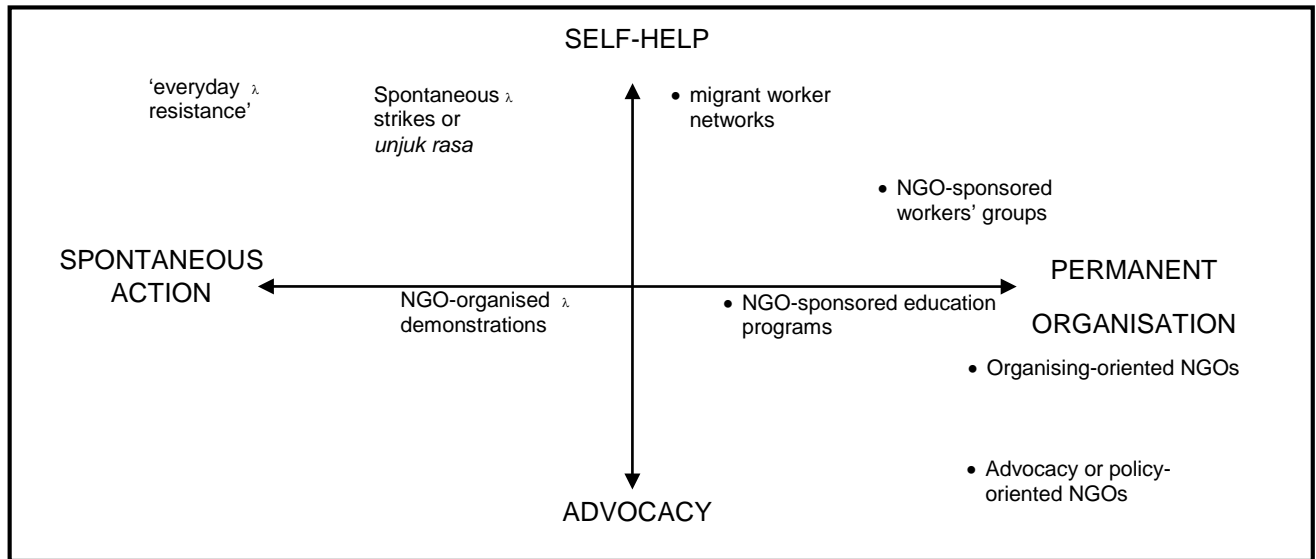 SELF-HELP
‘everyday λ
resistance’
Spontaneous λ
strikes or
unjuk rasa
• migrant worker
networks
• NGO-sponsored
workers’ groups
SPONTANEOUS
ACTION
PERMANENT
ORGANISATION
NGO-organised λ
demonstrations
• NGO-sponsored education
programs
• Organising-oriented NGOs
• Advocacy or policy-
oriented NGOs
ADVOCACY